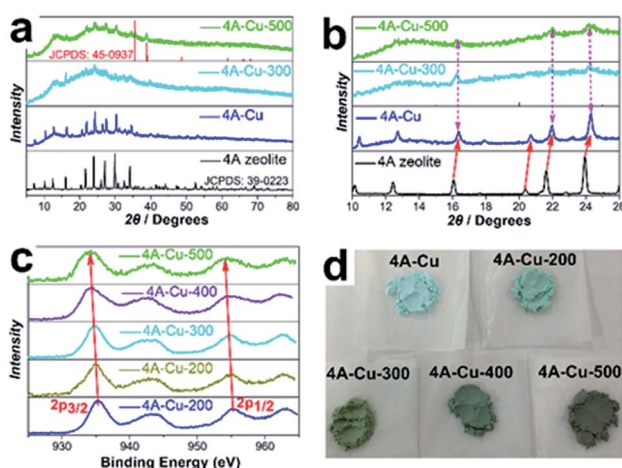 a
4A-Cu-500
JCPDS: 45-0937
4A-Cu-300
4A-Cu
4A zeolite
JCPDS: 39-0223
Intensity
5 10 20 30 40 50 60 70 80
2θ / Degrees
b
4A-Cu-500
4A-Cu-300
4A-Cu
4A zeolite
Intensity
10 12 14 16 18 20 22 24 26
2θ / Degrees
c
4A-Cu-500
4A-Cu-400
4A-Cu-300
4A-Cu-200
2p3/2 4A-Cu-200 2p1/2
Intensity
930 940 950 960
Binding Energy (eV)
d
4A-Cu 4A-Cu-200
4A-Cu-300 4A-Cu-400 4A-Cu-500